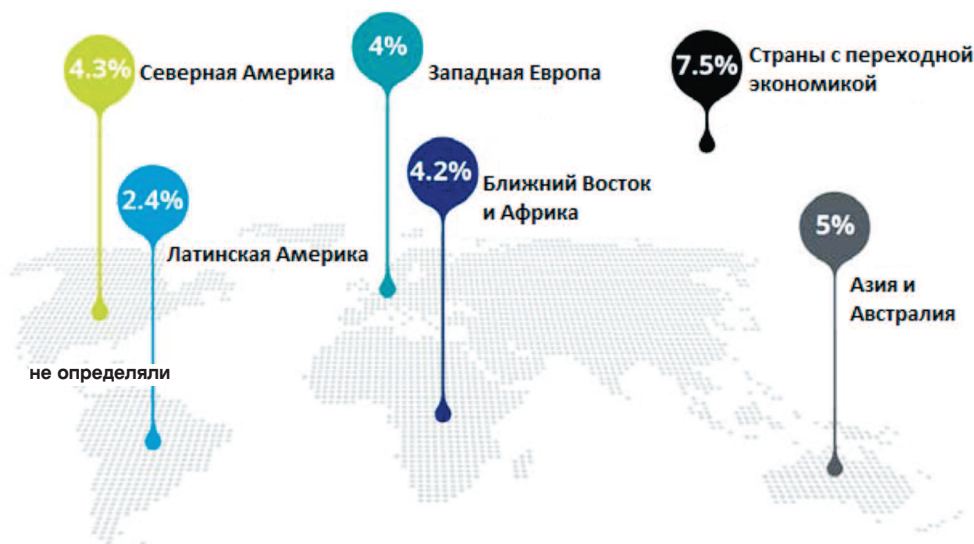 4.3%
Северная Америка
4%
Западная Европа
7.5%
Страны с переходной
экономикой
2.4%
Латинская Америка
4.2%
Ближний Восток
и Африка
5%
Азия и
Австралия
не определяли